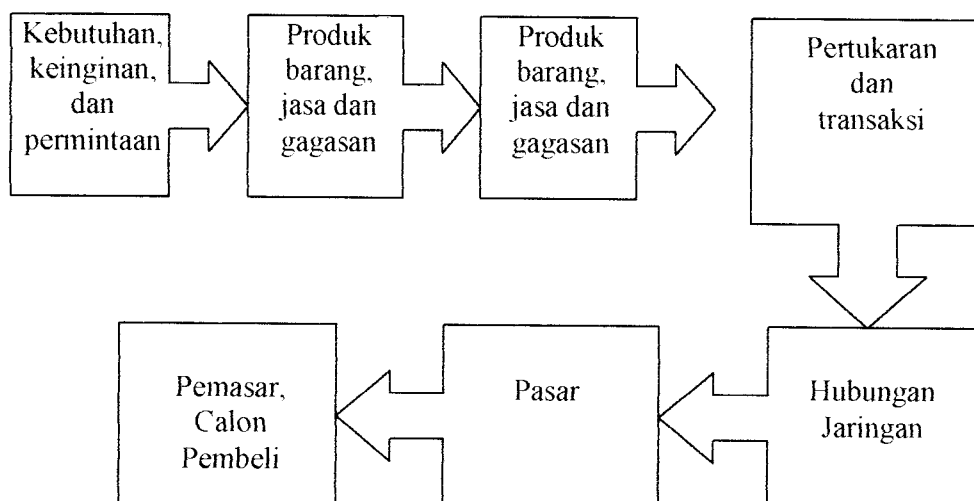 Kebutuhan,
keinginan,
dan
permintaan
Produk
barang,
jasa dan
gagasan
Produk
barang,
jasa dan
gagasan
Pertukaran
dan
transaksi
Hubungan
Jaringan
Pasar
Pemasar,
Calon
Pembeli